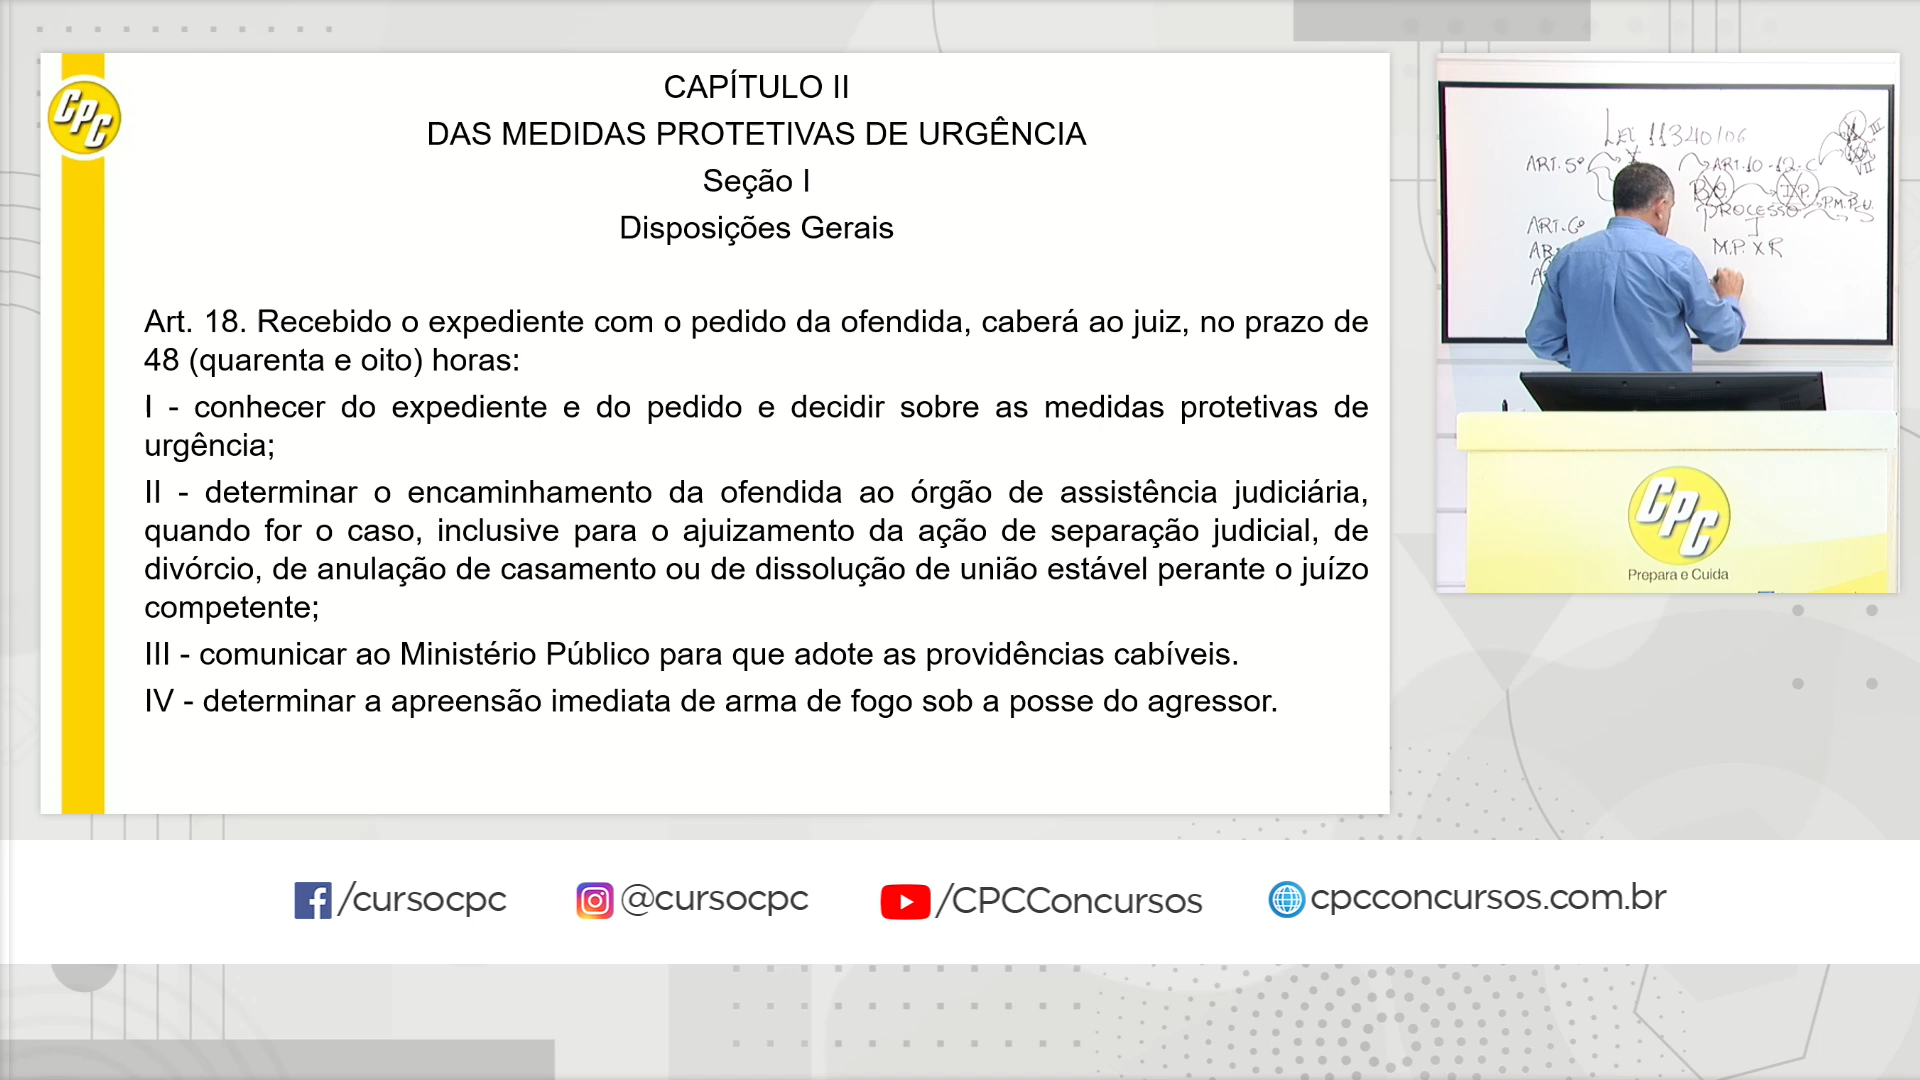 CPC
CAPÍTULO II
DAS MEDIDAS PROTETIVAS DE URGÊNCIA
Seção I
Disposições Gerais
Art. 18. Recebido o expediente com o pedido da ofendida, caberá ao juiz, no prazo de
48 (quarenta e oito) horas:
I - conhecer do expediente e do pedido e decidir sobre as medidas protetivas de
urgência;
II - determinar o encaminhamento da ofendida ao órgão de assistência judiciária,
quando for o caso, inclusive para o ajuizamento da ação de separação judicial, de
divórcio, de anulação de casamento ou de dissolução de união estável perante o juízo
competente;
III - comunicar ao Ministério Público para que adote as providências cabíveis.
IV - determinar a apreensão imediata de arma de fogo sob a posse do agressor.
LEI 11340/06
ART. 5º
ART. 10 - 12-C
III
VII
B.O.
I.P.
P.M.P.U.
PROCESSO
ART. 6º
M.P. X R
CPC
Prepara e Cuida
/cursocpc
@cursocpc
/CPCConcursos
cpcconcursos.com.br